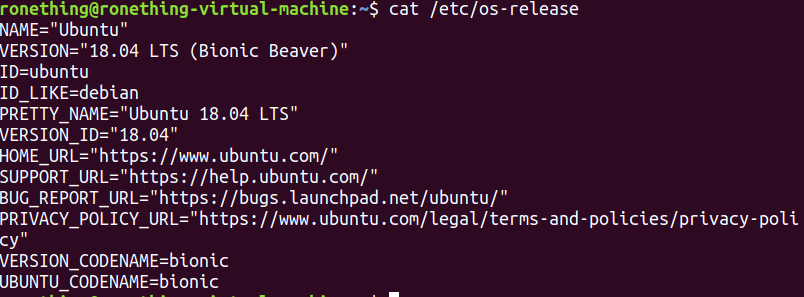 ronething@ronething-virtual-machine:~$ cat /etc/os-release
NAME="Ubuntu"
VERSION="18.04 LTS (Bionic Beaver)"
ID=ubuntu
ID_LIKE=debian
PRETTY_NAME="Ubuntu 18.04 LTS"
VERSION_ID="18.04"
HOME_URL="https://www.ubuntu.com/"
SUPPORT_URL="https://help.ubuntu.com/"
BUG_REPORT_URL="https://bugs.launchpad.net/ubuntu/"
PRIVACY_POLICY_URL="https://www.ubuntu.com/legal/terms-and-policies/privacy-poli
cy"
VERSION_CODENAME=bionic
UBUNTU_CODENAME=bionic